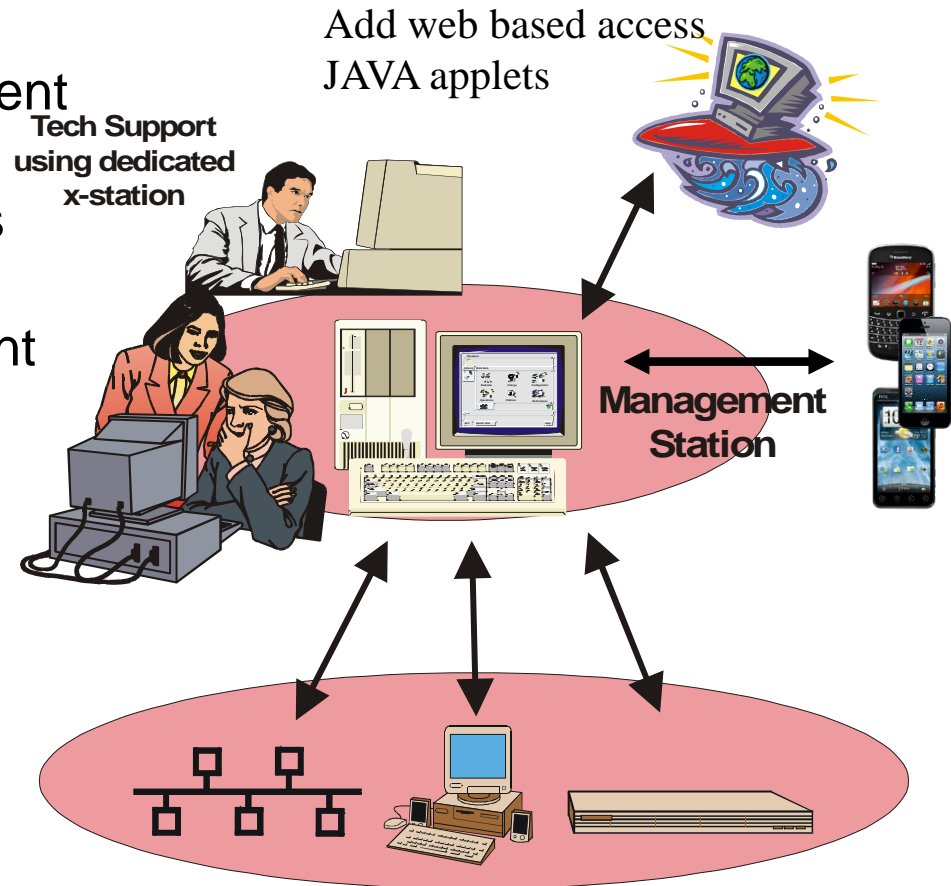 Add web based access
JAVA applets
ent
Tech Support
using dedicated
x-station
s
nt
Management
Station